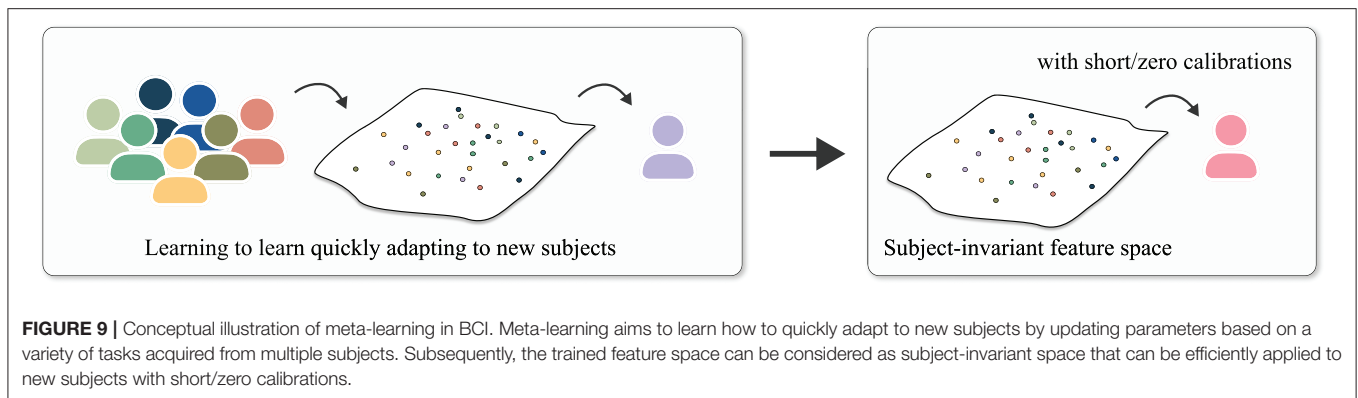 with short/zero calibrations
Learning to learn quickly adapting to new subjects
Subject-invariant feature space
FIGURE 9 | Conceptual illustration of meta-learning in BCI. Meta-learning aims to learn how to quickly adapt to new subjects by updating parameters based on a
variety of tasks acquired from multiple subjects. Subsequently, the trained feature space can be considered as subject-invariant space that can be efficiently applied to
new subjects with short/zero calibrations.